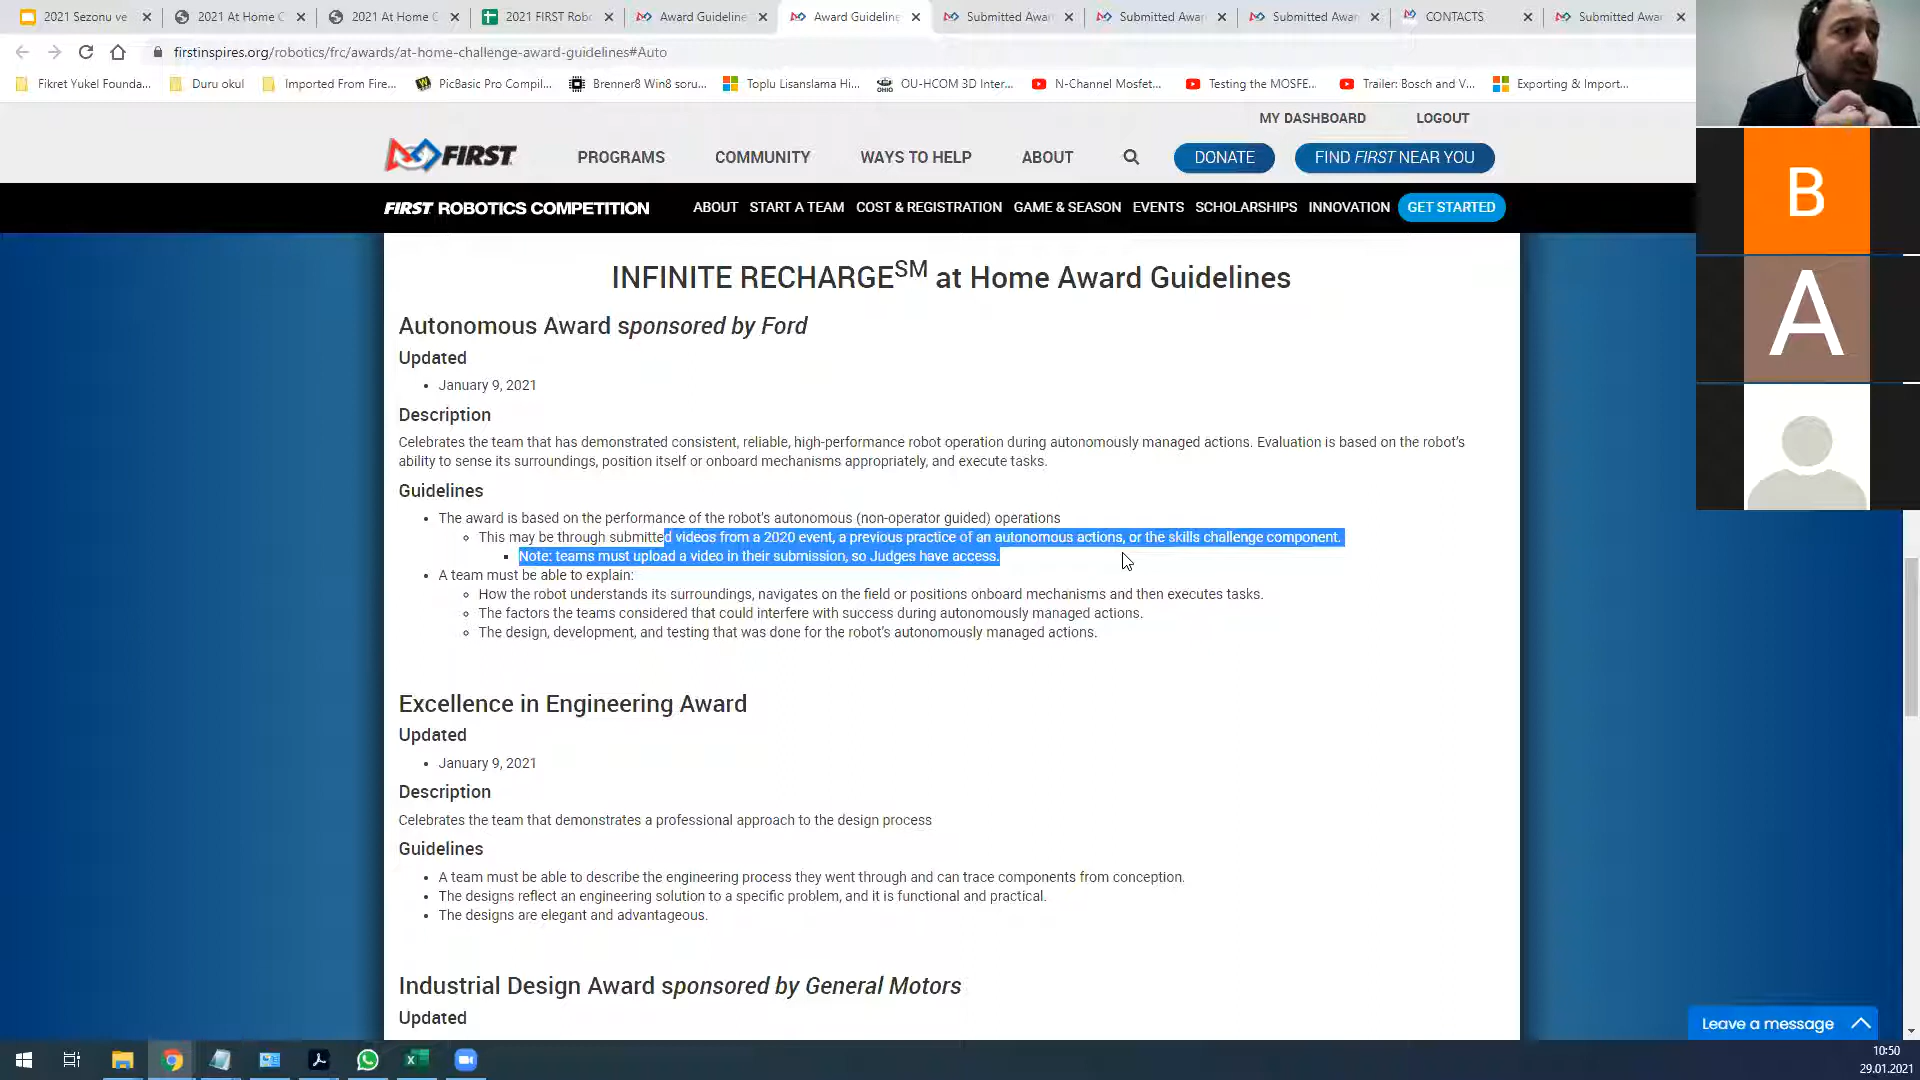 2021 Sezonu ve
2021 At Home C
2021 At Home C
2021 FIRST Robo
Award Guideline
Award Guideline
Submitted Awar
Submitted Awar
Submitted Awar
CONTACTS
Submitted Awar
firstinspires.org/robotics/frc/awards/at-home-challenge-award-guidelines#Auto
Fikret Yukel Founda...
Duru okul
Imported From Fire...
PicBasic Pro Compil...
Brenner8 Win8 soru...
Toplu Lisanslama Hi...
OU-HCOM 3D Inter...
N-Channel Mosfet...
Testing the MOSFE...
Trailer: Bosch and V...
Exporting & Import...
MY DASHBOARD LOGOUT
FIRST
PROGRAMS COMMUNITY WAYS TO HELP ABOUT
DONATE
FIND FIRST NEAR YOU
FIRST ROBOTICS COMPETITION
ABOUT START A TEAM COST & REGISTRATION GAME & SEASON EVENTS SCHOLARSHIPS INNOVATION GET STARTED
INFINITE RECHARGE SM at Home Award Guidelines
Autonomous Award sponsored by Ford
Updated
• January 9, 2021
Description
Celebrates the team that has demonstrated consistent, reliable, high-performance robot operation during autonomously managed actions. Evaluation is based on the robot's
ability to sense its surroundings, position itself or onboard mechanisms appropriately, and execute tasks.
Guidelines
• The award is based on the performance of the robot's autonomous (non-operator guided) operations
This may be through submitted videos from a 2020 event, a previous practice of an autonomous actions, or the skills challenge component.
Note: teams must upload a video in their submission, so Judges have access.
• A team must be able to explain:
How the robot understands its surroundings, navigates on the field or positions onboard mechanisms and then executes tasks.
The factors the teams considered that could interfere with success during autonomously managed actions.
The design, development, and testing that was done for the robot's autonomously managed actions.
Excellence in Engineering Award
Updated
• January 9, 2021
Description
Celebrates the team that demonstrates a professional approach to the design process
Guidelines
• A team must be able to describe the engineering process they went through and can trace components from conception.
• The designs reflect an engineering solution to a specific problem, and it is functional and practical.
• The designs are elegant and advantageous.
Industrial Design Award sponsored by General Motors
Updated
B
A
Leave a message
10:50
29.01.2021